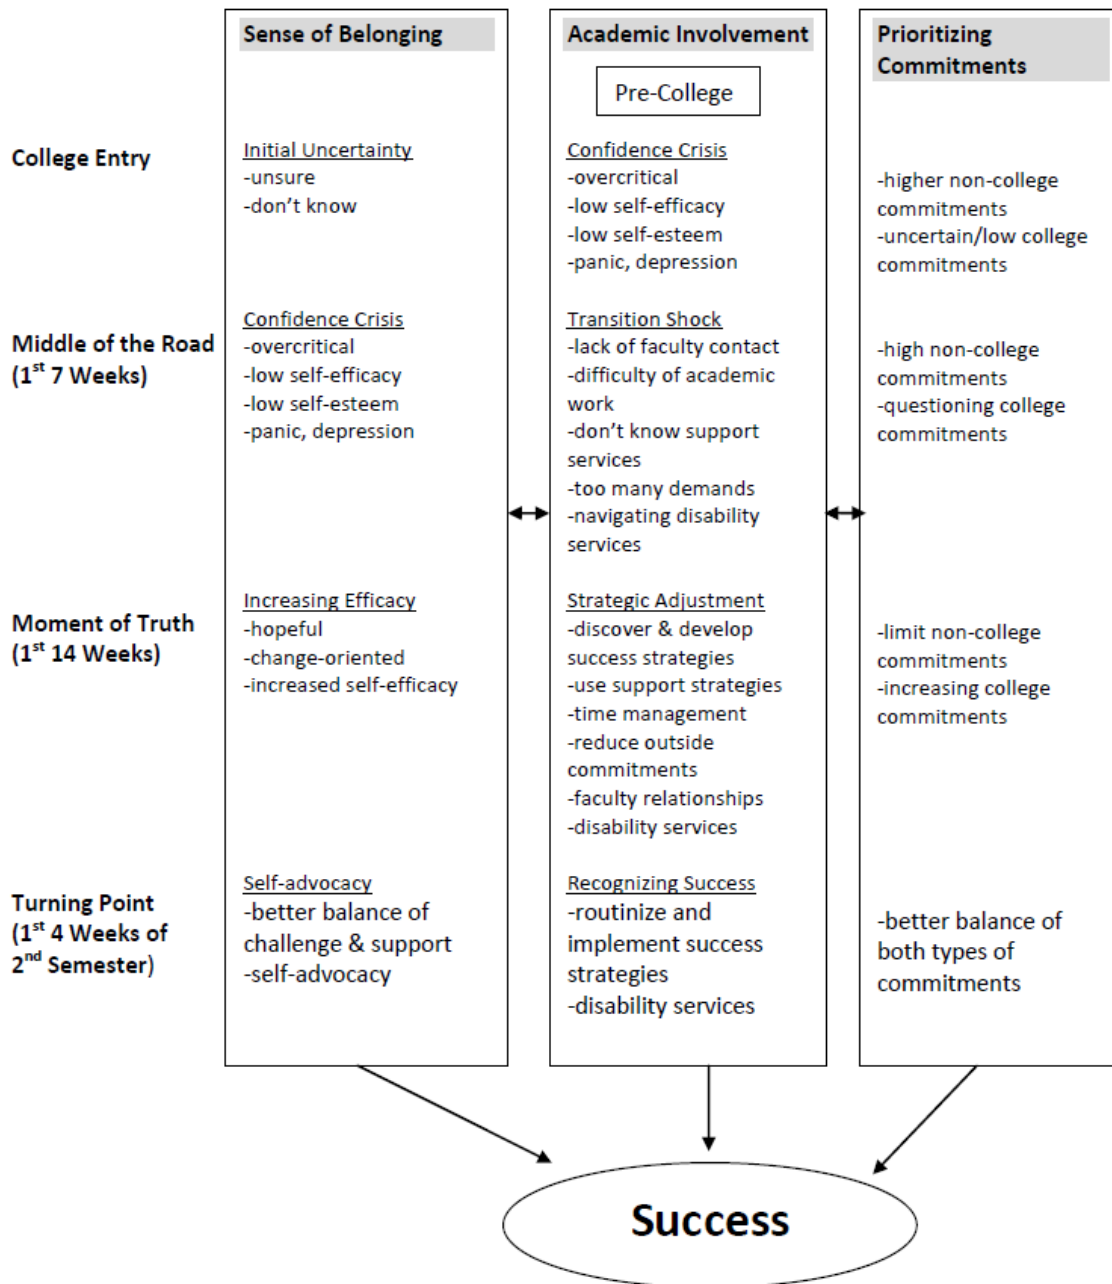 Sense of Belonging
Academic Involvement
Prioritizing
Commitments
Pre-College
College Entry
Initial Uncertainty
-unsure
-don't know
Confidence Crisis
-overcritical
-low self-efficacy
-low self-esteem
-panic, depression
-higher non-college
commitments
-uncertain/low college
commitments
Middle of the Road
(1st 7 Weeks)
Confidence Crisis
-overcritical
-low self-efficacy
-low self-esteem
-panic, depression
Transition Shock
-lack of faculty contact
-difficulty of academic
work
-don't know support
services
-too many demands
-navigating disability
services
-high non-college
commitments
-questioning college
commitments
Moment of Truth
(1st 14 Weeks)
Increasing Efficacy
-hopeful
-change-oriented
-increased self-efficacy
Strategic Adjustment
-discover & develop
success strategies
-use support strategies
-time management
-reduce outside
commitments
-faculty relationships
-disability services
-limit non-college
commitments
-increasing college
commitments
Turning Point
(1st 4 Weeks of
2nd Semester)
Self-advocacy
-better balance of
challenge & support
-self-advocacy
Recognizing Success
-routinize and
implement success
strategies
-disability services
-better balance of
both types of
commitments
Success